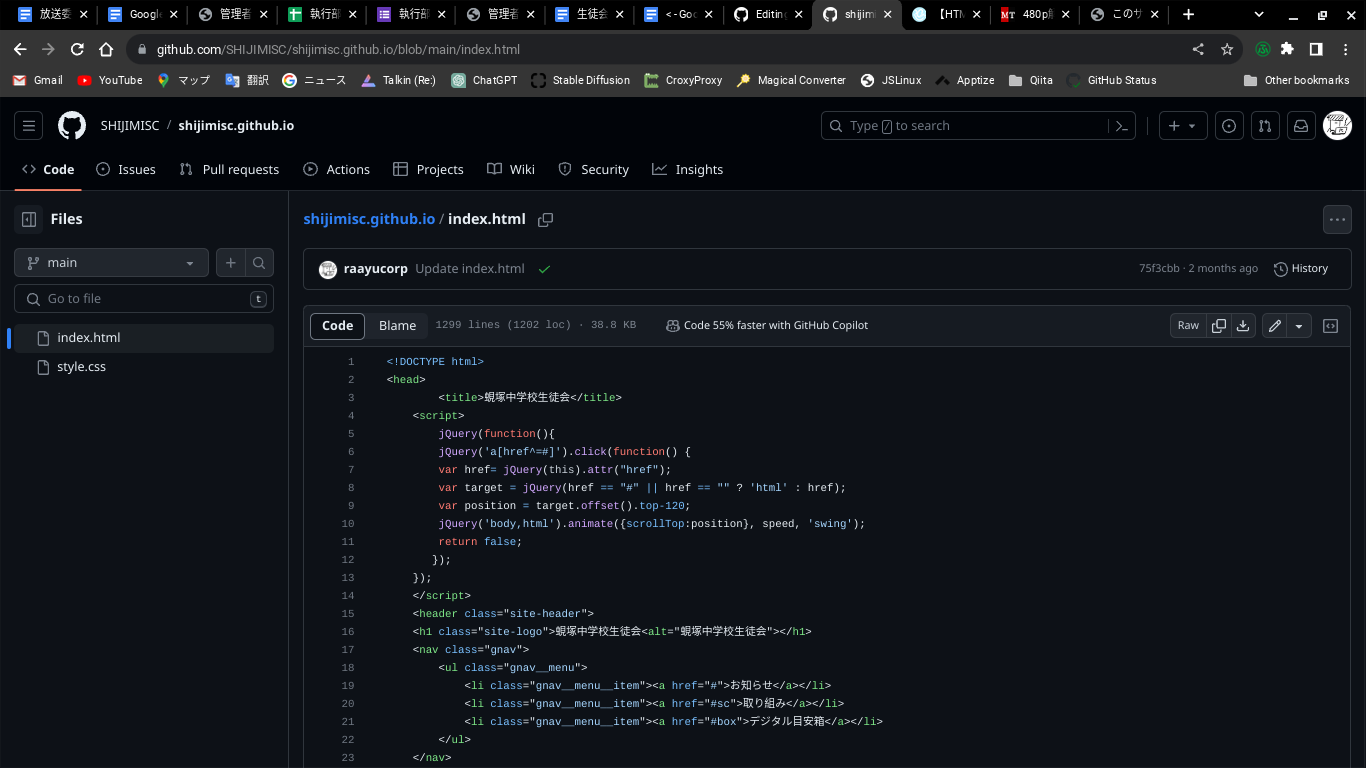 放送委
Google
管理者
執行部
執行部
管理者
生徒会
<-Goo
Editing
shijimi
【HTM
480p解
このサ
github.com/SHIJIMISC/shijimisc.github.io/blob/main/index.html
Gmail YouTube マップ 翻訳 ニュース Talkin (Re:) ChatGPT Stable Diffusion CroxyProxy Magical Converter JSLinux Apptize Qiita GitHub Status Other bookmarks
SHIJIMISC / shijimisc.github.io
Type / to search
Code Issues Pull requests Actions Projects Wiki Security Insights
Files
main
Go to file t
index.html
style.css
shijimisc.github.io / index.html
raayucorp Update index.html 75f3cbb · 2 months ago History
Code Blame 1299 lines (1202 loc) · 38.8 KB Code 55% faster with GitHub Copilot Raw
1 <!DOCTYPE html>
2 <head>
3 <title>蜆塚中学校生徒会</title>
4 <script>
5 jQuery(function(){
6 jQuery('a[href^=#]').click(function() {
7 var href= jQuery(this).attr("href");
8 var target = jQuery(href == "#" || href == "" ? 'html' : href);
9 var position = target.offset().top-120;
10 jQuery('body,html').animate({scrollTop:position}, speed, 'swing');
11 return false;
12 });
13 });
14 </script>
15 <header class="site-header">
16 <h1 class="site-logo">蜆塚中学校生徒会<alt="蜆塚中学校生徒会"></h1>
17 <nav class="gnav">
18 <ul class="gnav__menu">
19 <li class="gnav__menu__item"><a href="#">お知らせ</a></li>
20 <li class="gnav__menu__item"><a href="#sc">取り組み</a></li>
21 <li class="gnav__menu__item"><a href="#box">デジタル目安箱</a></li>
22 </ul>
23 </nav>